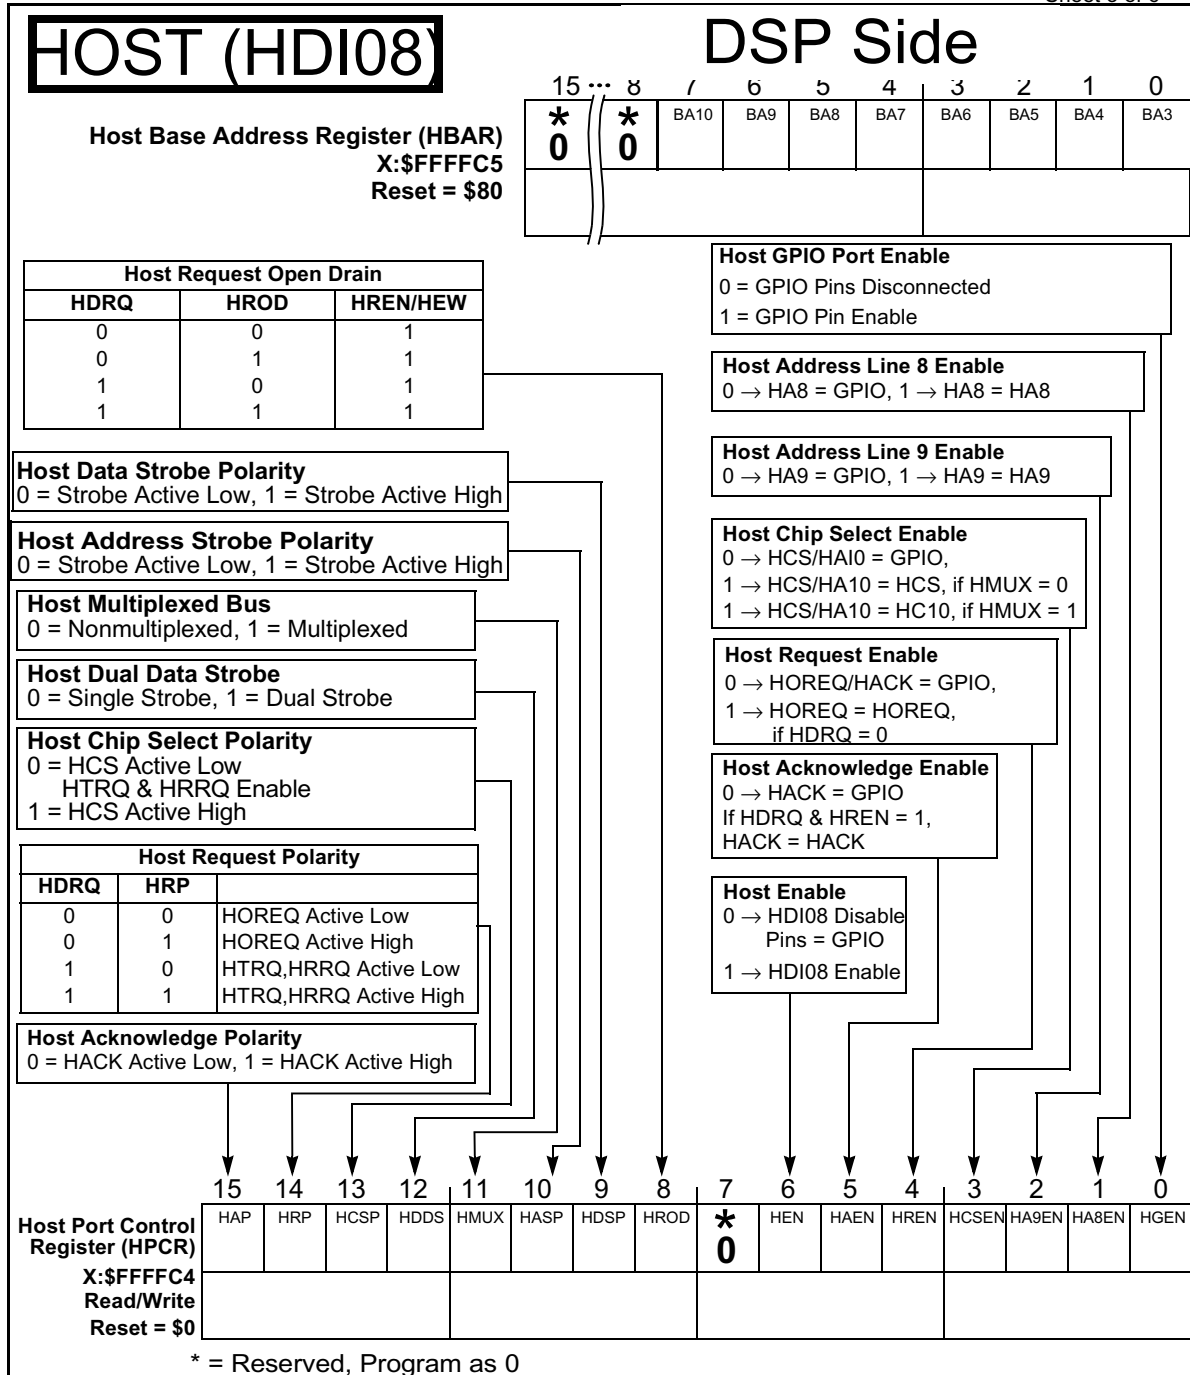 HOST (HDI08)
DSP Side
15 ... 8 7 6 5 4 3 2 1 0
* * BA10 BA9 BA8 BA7 BA6 BA5 BA4 BA3
0 0
Host Base Address Register (HBAR)
X:$FFFFC5
Reset = $80
Host Request Open Drain
HDRQ HROD HREN/HEW
0 0 1
0 1 1
1 0 1
1 1 1
Host Data Strobe Polarity
0 = Strobe Active Low, 1 = Strobe Active High
Host Address Strobe Polarity
0 = Strobe Active Low, 1 = Strobe Active High
Host Multiplexed Bus
0 = Nonmultiplexed, 1 = Multiplexed
Host Dual Data Strobe
0 = Single Strobe, 1 = Dual Strobe
Host Chip Select Polarity
0 = HCS Active Low
HTRQ & HRRQ Enable
1 = HCS Active High
Host Request Polarity
HDRQ HRP
0 0 HOREQ Active Low
0 1 HOREQ Active High
1 0 HTRQ,HRRQ Active Low
1 1 HTRQ,HRRQ Active High
Host Acknowledge Polarity
0 = HACK Active Low, 1 = HACK Active High
Host GPIO Port Enable
0 = GPIO Pins Disconnected
1 = GPIO Pin Enable
Host Address Line 8 Enable
0 → HA8 = GPIO, 1 → HA8 = HA8
Host Address Line 9 Enable
0 → HA9 = GPIO, 1 → HA9 = HA9
Host Chip Select Enable
0 → HCS/HAI0 = GPIO,
1 → HCS/HA10 = HCS, if HMUX = 0
1 → HCS/HA10 = HC10, if HMUX = 1
Host Request Enable
0 → HOREQ/HACK = GPIO,
1 → HOREQ = HOREQ,
if HDRQ = 0
Host Acknowledge Enable
0 → HACK = GPIO
If HDRQ & HREN = 1,
HACK = HACK
Host Enable
0 → HDI08 Disable
Pins = GPIO
1 → HDI08 Enable
15 14 13 12 11 10 9 8 7 6 5 4 3 2 1 0
HAP HRP HCSP HDDS HMUX HASP HDSP HROD * HEN HAEN HREN HCSEN HA9EN HA8EN HGEN
0
Host Port Control
Register (HPCR)
X:$FFFFC4
Read/Write
Reset = $0
* = Reserved, Program as 0